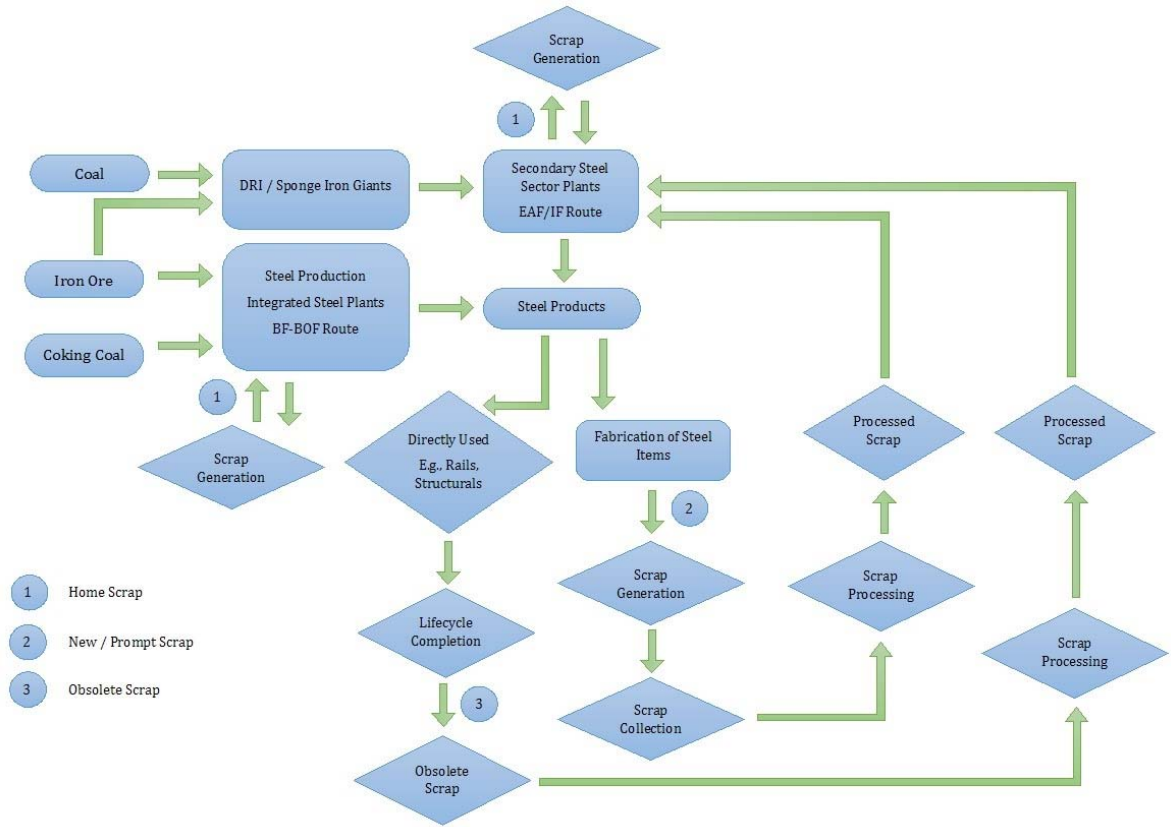 Scrap
Generation
1
Coal
DRI / Sponge Iron Giants
Secondary Steel
Sector Plants
EAF/IF Route
Iron Ore
Steel Production
Integrated Steel Plants
BF-BOF Route
Steel Products
Coking Coal
1
Scrap
Generation
Directly Used
E.g., Rails,
Structurals
Fabrication of Steel
Items
Processed
Scrap
Processed
Scrap
2
Scrap
Generation
Scrap
Processing
1
Home Scrap
Lifecycle
Completion
2
New / Prompt Scrap
Scrap
Processing
3
Obsolete Scrap
3
Scrap
Collection
Obsolete
Scrap